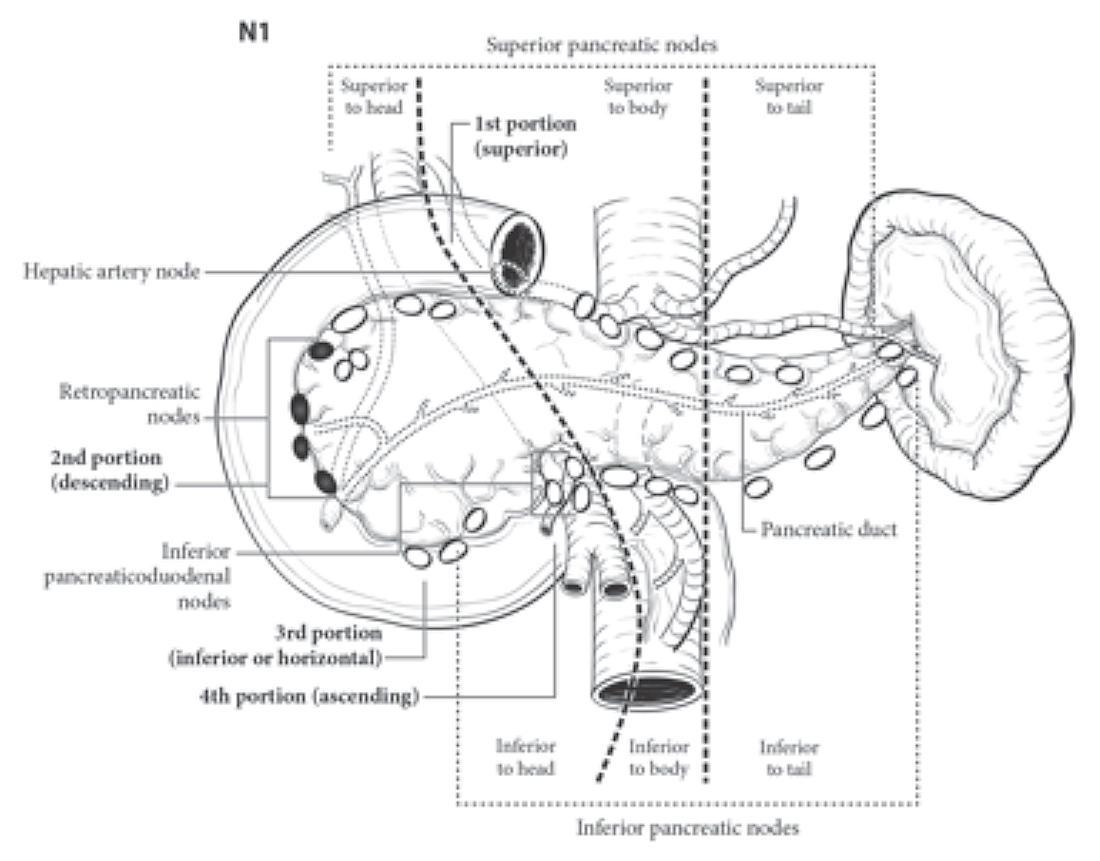 N1
Superior pancreatic nodes
Superior
to head
Superior
to body
Superior
to tail
1st portion
(superior)
Hepatic artery node
Retropancreatic
nodes
2nd portion
(descending)
Pancreatic duct
Inferior
pancreaticoduodenal
nodes
3rd portion
(inferior or horizontal)
4th portion (ascending)
Inferior
to head
Inferior
to body
Inferior
to tail
Inferior pancreatic nodes